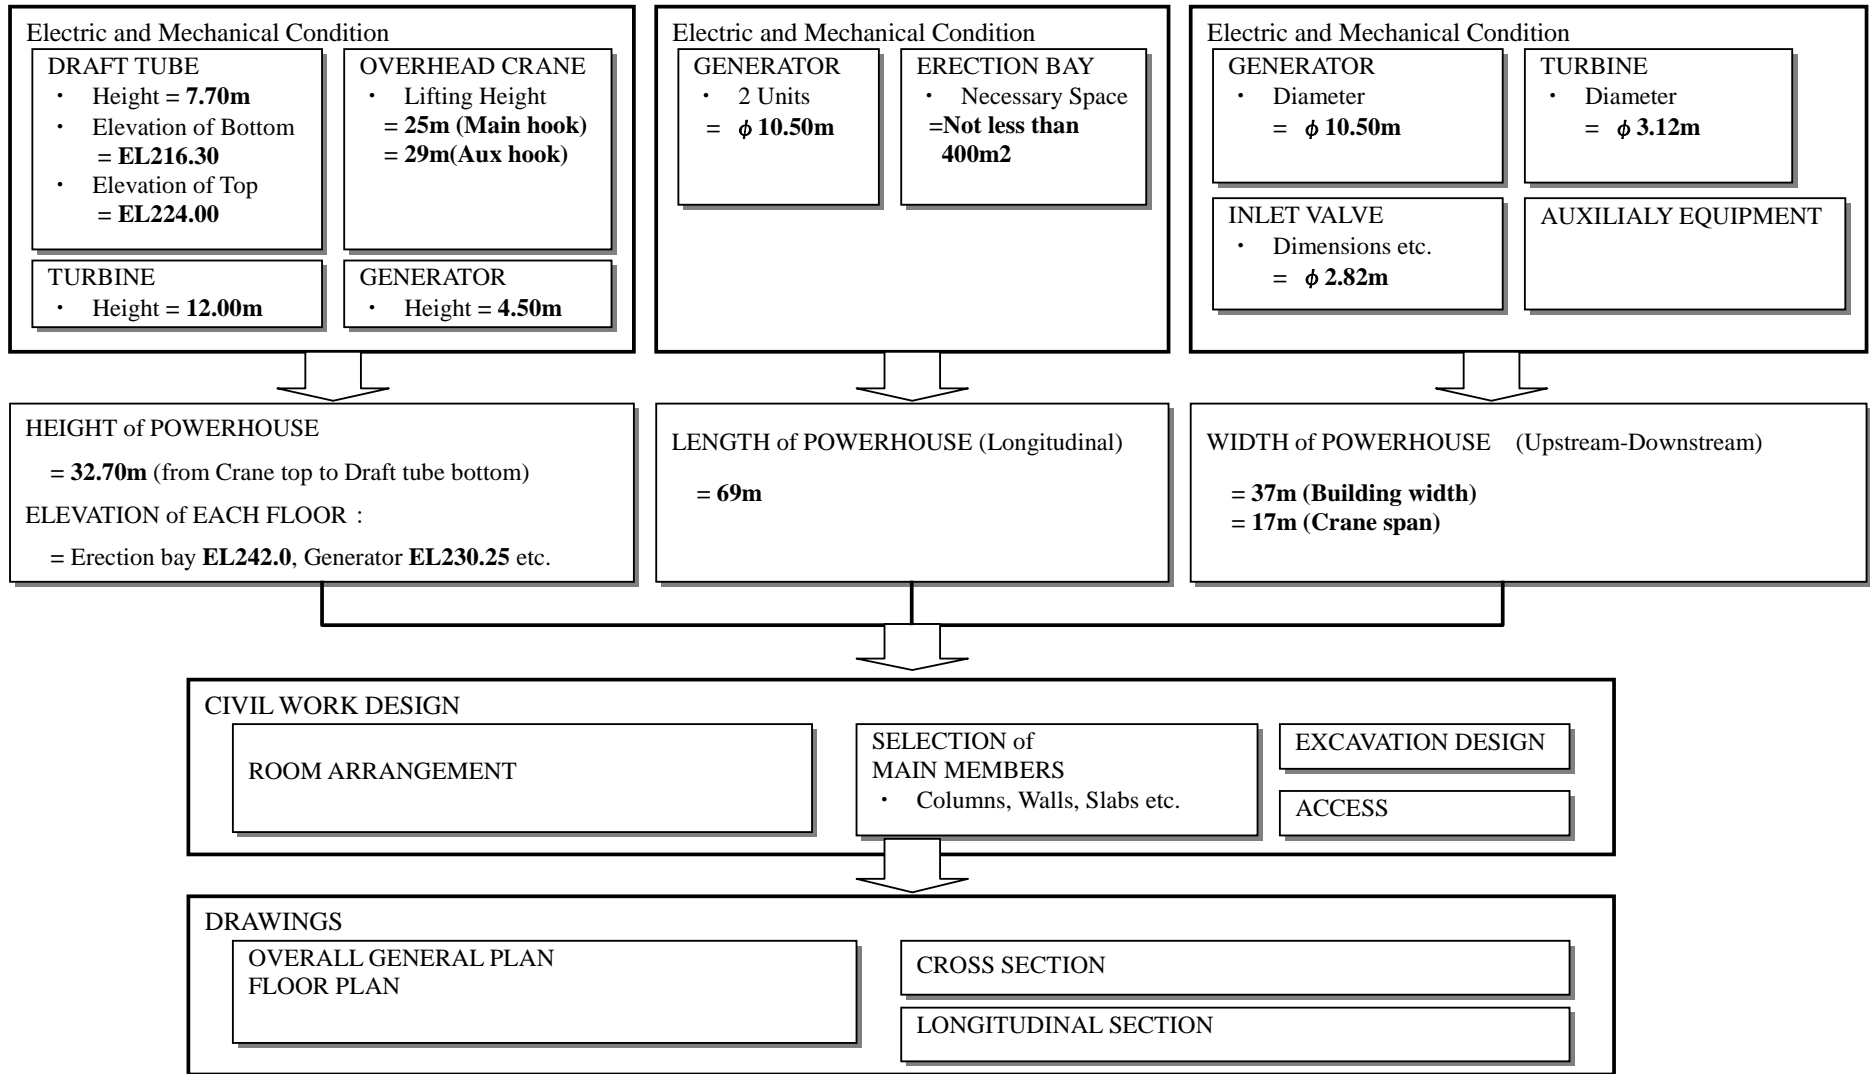 Electric and Mechanical Condition
DRAFT TUBE
・ Height = 7.70m
・ Elevation of Bottom
= EL216.30
・ Elevation of Top
= EL224.00
OVERHEAD CRANE
・ Lifting Height
= 25m (Main hook)
= 29m(Aux hook)
TURBINE
・ Height = 12.00m
GENERATOR
・ Height = 4.50m
Electric and Mechanical Condition
GENERATOR
・ 2 Units
= φ 10.50m
ERECTION BAY
・ Necessary Space
=Not less than
400m2
Electric and Mechanical Condition
GENERATOR
・ Diameter
= φ 10.50m
TURBINE
・ Diameter
= φ 3.12m
INLET VALVE
・ Dimensions etc.
= φ 2.82m
AUXILIALY EQUIPMENT
HEIGHT of POWERHOUSE
= 32.70m (from Crane top to Draft tube bottom)
ELEVATION of EACH FLOOR :
= Erection bay EL242.0, Generator EL230.25 etc.
LENGTH of POWERHOUSE (Longitudinal)
= 69m
WIDTH of POWERHOUSE (Upstream-Downstream)
= 37m (Building width)
= 17m (Crane span)
CIVIL WORK DESIGN
ROOM ARRANGEMENT
SELECTION of
MAIN MEMBERS
・ Columns, Walls, Slabs etc.
EXCAVATION DESIGN
ACCESS
DRAWINGS
OVERALL GENERAL PLAN
FLOOR PLAN
CROSS SECTION
LONGITUDINAL SECTION